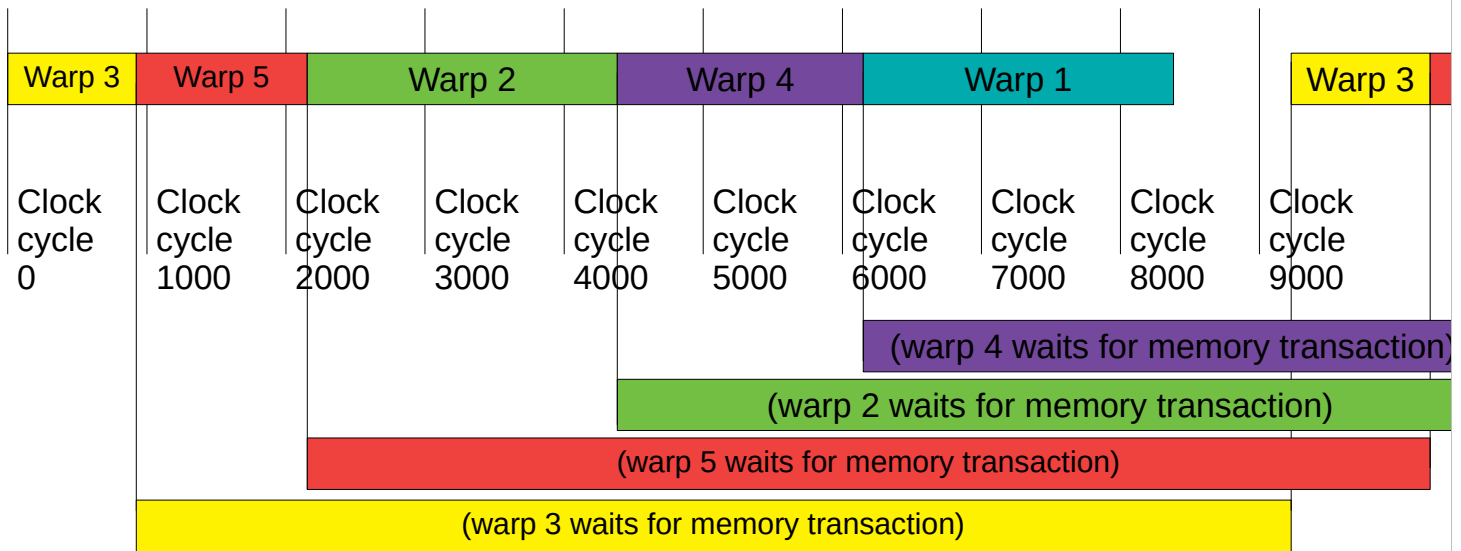 Warp 3
Warp 5
Warp 2
Warp 4
Warp 1
Warp 3
Clock
cycle
0
Clock
cycle
1000
Clock
cycle
2000
Clock
cycle
3000
Clock
cycle
4000
Clock
cycle
5000
Clock
cycle
6000
Clock
cycle
7000
Clock
cycle
8000
Clock
cycle
9000
(warp 4 waits for memory transaction)
(warp 2 waits for memory transaction)
(warp 5 waits for memory transaction)
(warp 3 waits for memory transaction)